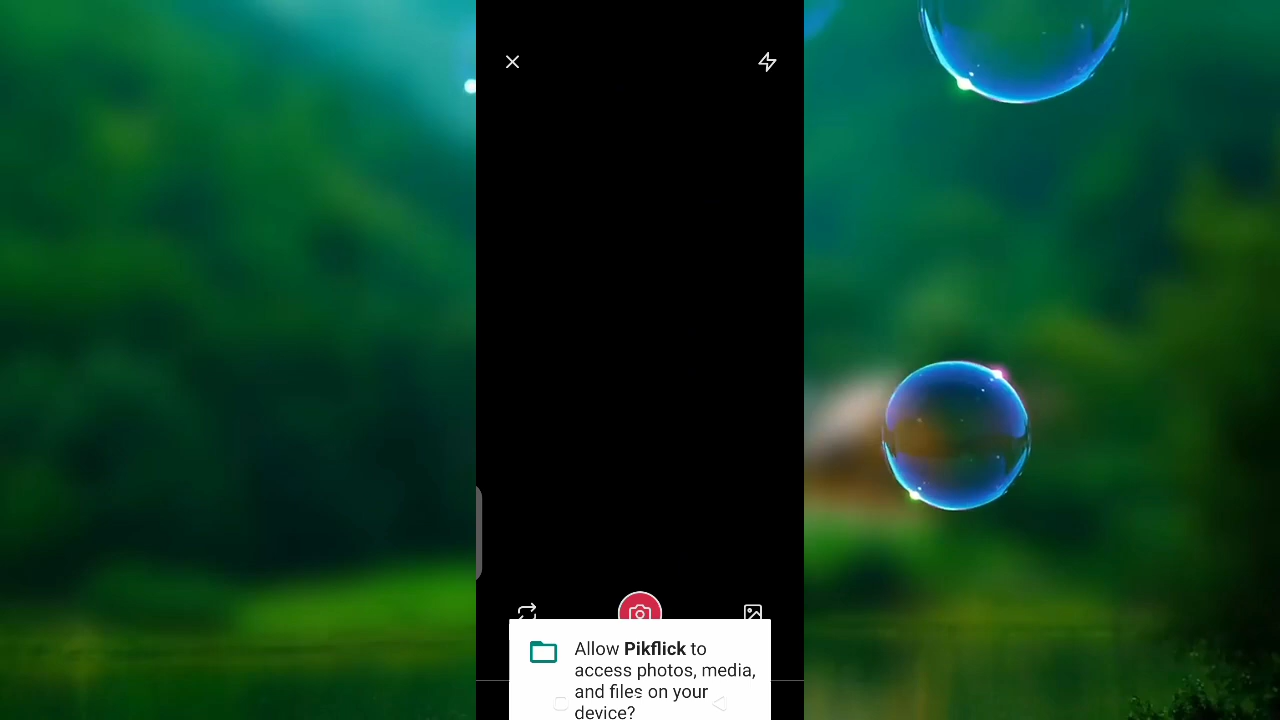 Allow Pikflick to
access photos, media,
and files on your
device?